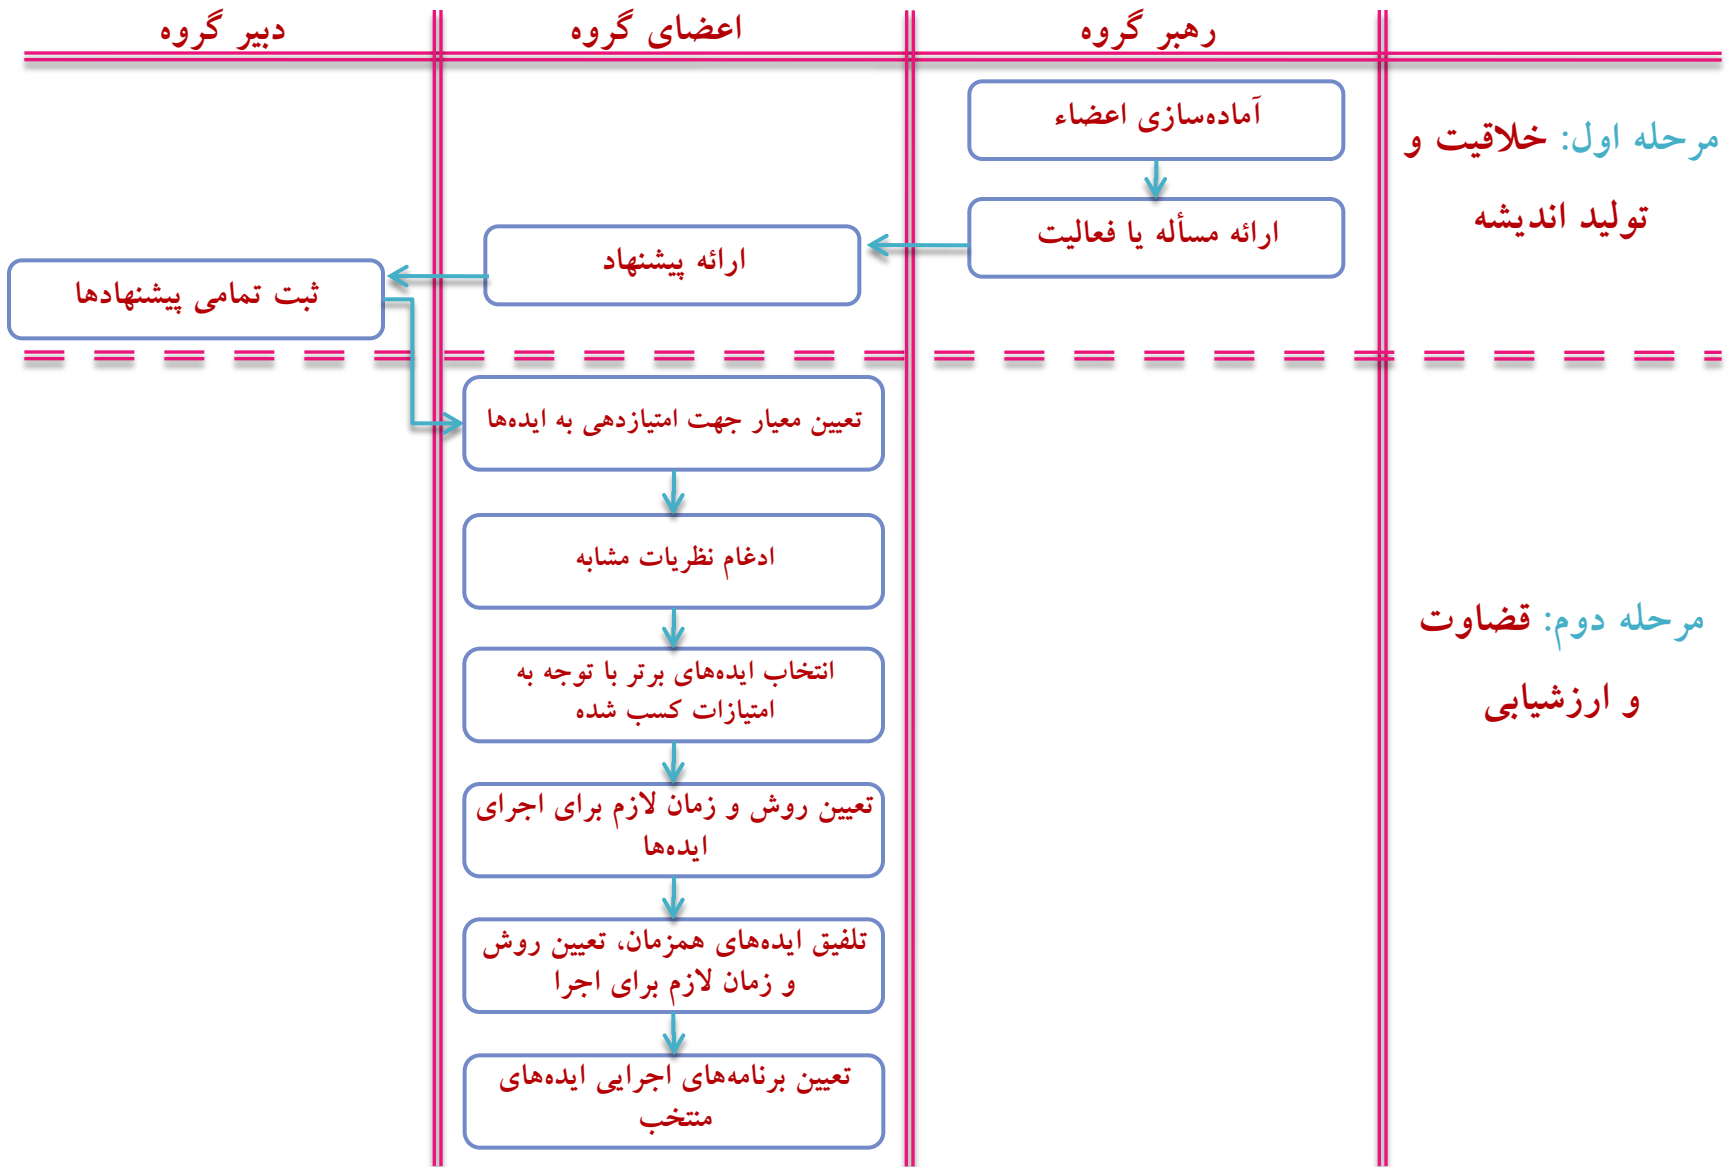 رهبر گروه
اعضای گروه
دبیر گروه
مرحله اول: خلاقیت و
تولید اندیشه
آماده‌سازی اعضاء
ارائه مسأله یا فعالیت
ارائه پیشنهاد
ثبت تمامی پیشنهادها
مرحله دوم: قضاوت
و ارزشیابی
تعیین معیار جهت امتیازدهی به ایده‌ها
ادغام نظریات مشابه
انتخاب ایده‌های برتر با توجه به
امتیازات کسب شده
تعیین روش و زمان لازم برای اجرای
ایده‌ها
تلفیق ایده‌های همزمان، تعیین روش
و زمان لازم برای اجرا
تعیین برنامه‌های اجرایی ایده‌های
منتخب